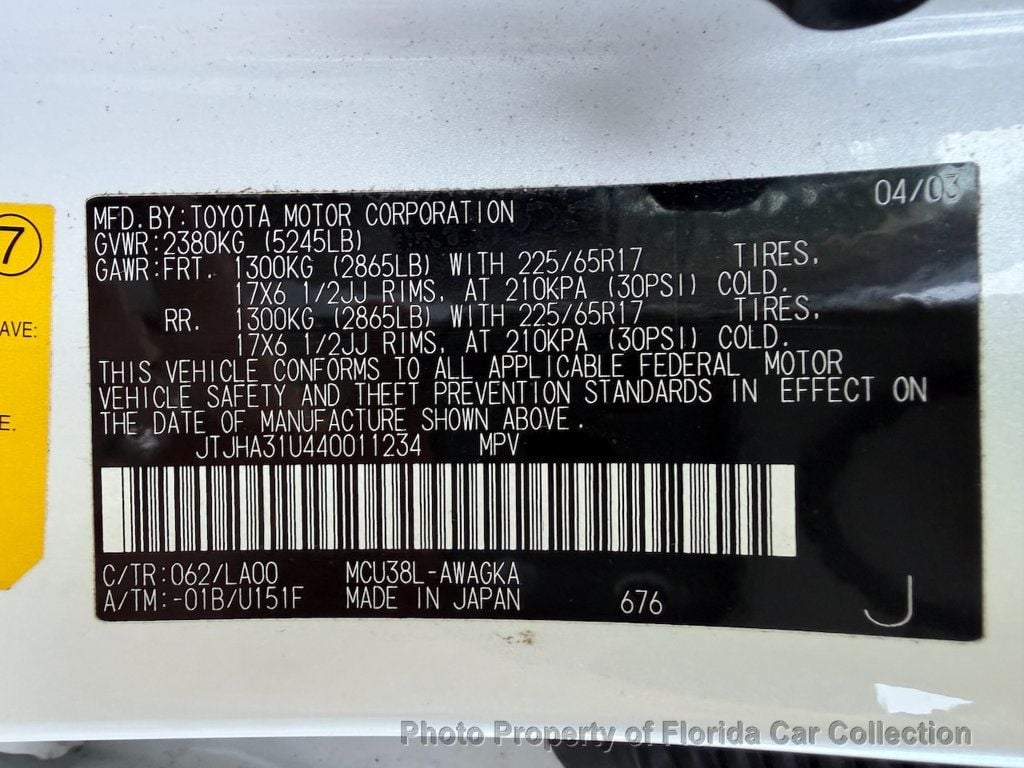 04/03
MFD. BY: TOYOTA MOTOR CORPORATION
GVWR: 2380KG (5245LB)
GAWR: FRT. 1300KG (2865LB) WITH 225/65R17 TIRES,
17X6 1/2JJ RIMS, AT 210KPA (30PSI) COLD.
RR. 1300KG (2865LB) WITH 225/65R17 TIRES,
17X6 1/2JJ RIMS, AT 210KPA (30PSI) COLD.
THIS VEHICLE CONFORMS TO ALL APPLICABLE FEDERAL MOTOR
VEHICLE SAFETY AND THEFT PREVENTION STANDARDS IN EFFECT ON
THE DATE OF MANUFACTURE SHOWN ABOVE.
JTJHA31U440011234 MPV
C/TR: 062/LA00 MCU38L-AWAGKA
A/TM: -01B/U151F MADE IN JAPAN 676 J
7
AVE:
E.
Photo Property of Florida Car Collection